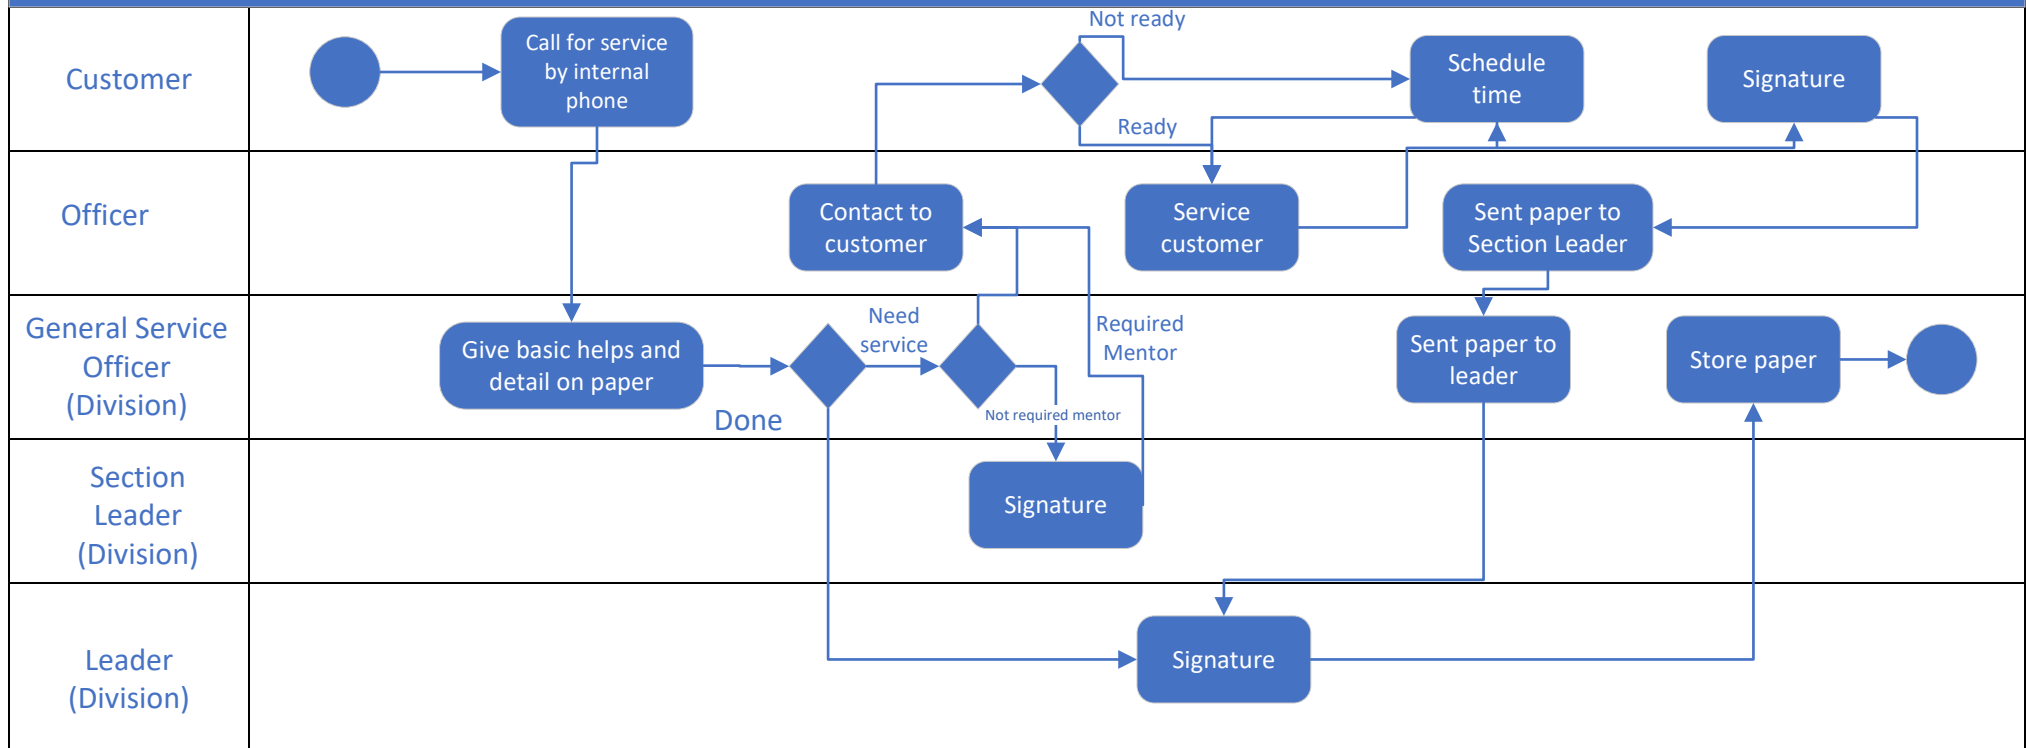 Customer
Call for service
by internal
phone
Not ready
Ready
Schedule
time
Signature
Officer
Contact to
customer
Service
customer
Sent paper to
Section Leader
General Service
Officer
(Division)
Give basic helps and
detail on paper
Done
Need
service
Not required mentor
Required
Mentor
Sent paper to
leader
Store paper
Section
Leader
(Division)
Signature
Leader
(Division)
Signature